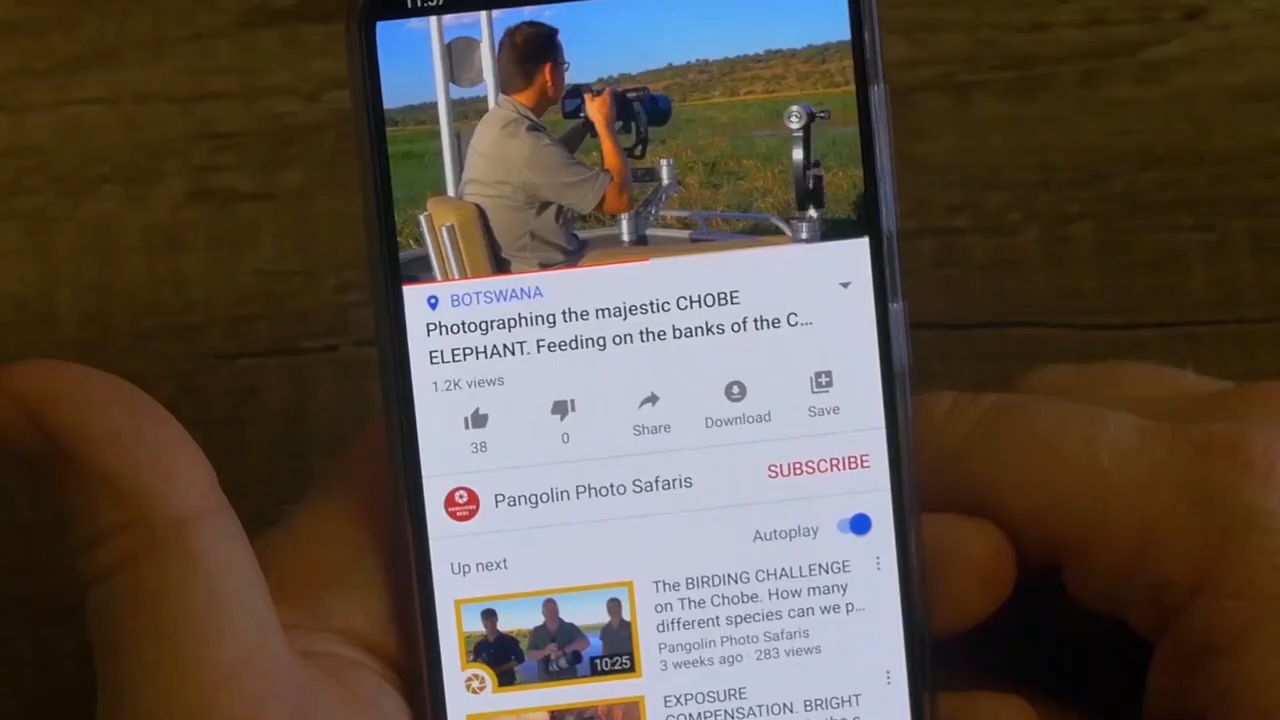 11:37
BOTSWANA
Photographing the majestic CHOBE
ELEPHANT. Feeding on the banks of the C...
1.2K views
38
0
Share
Download
Save
SUBSCRIBE
Pangolin Photo Safaris
Autoplay
Up next
The BIRDING CHALLENGE
on The Chobe. How many
different species can we p...
Pangolin Photo Safaris
3 weeks ago · 283 views
10:25
EXPOSURE
COMPENSATION. BRIGHT